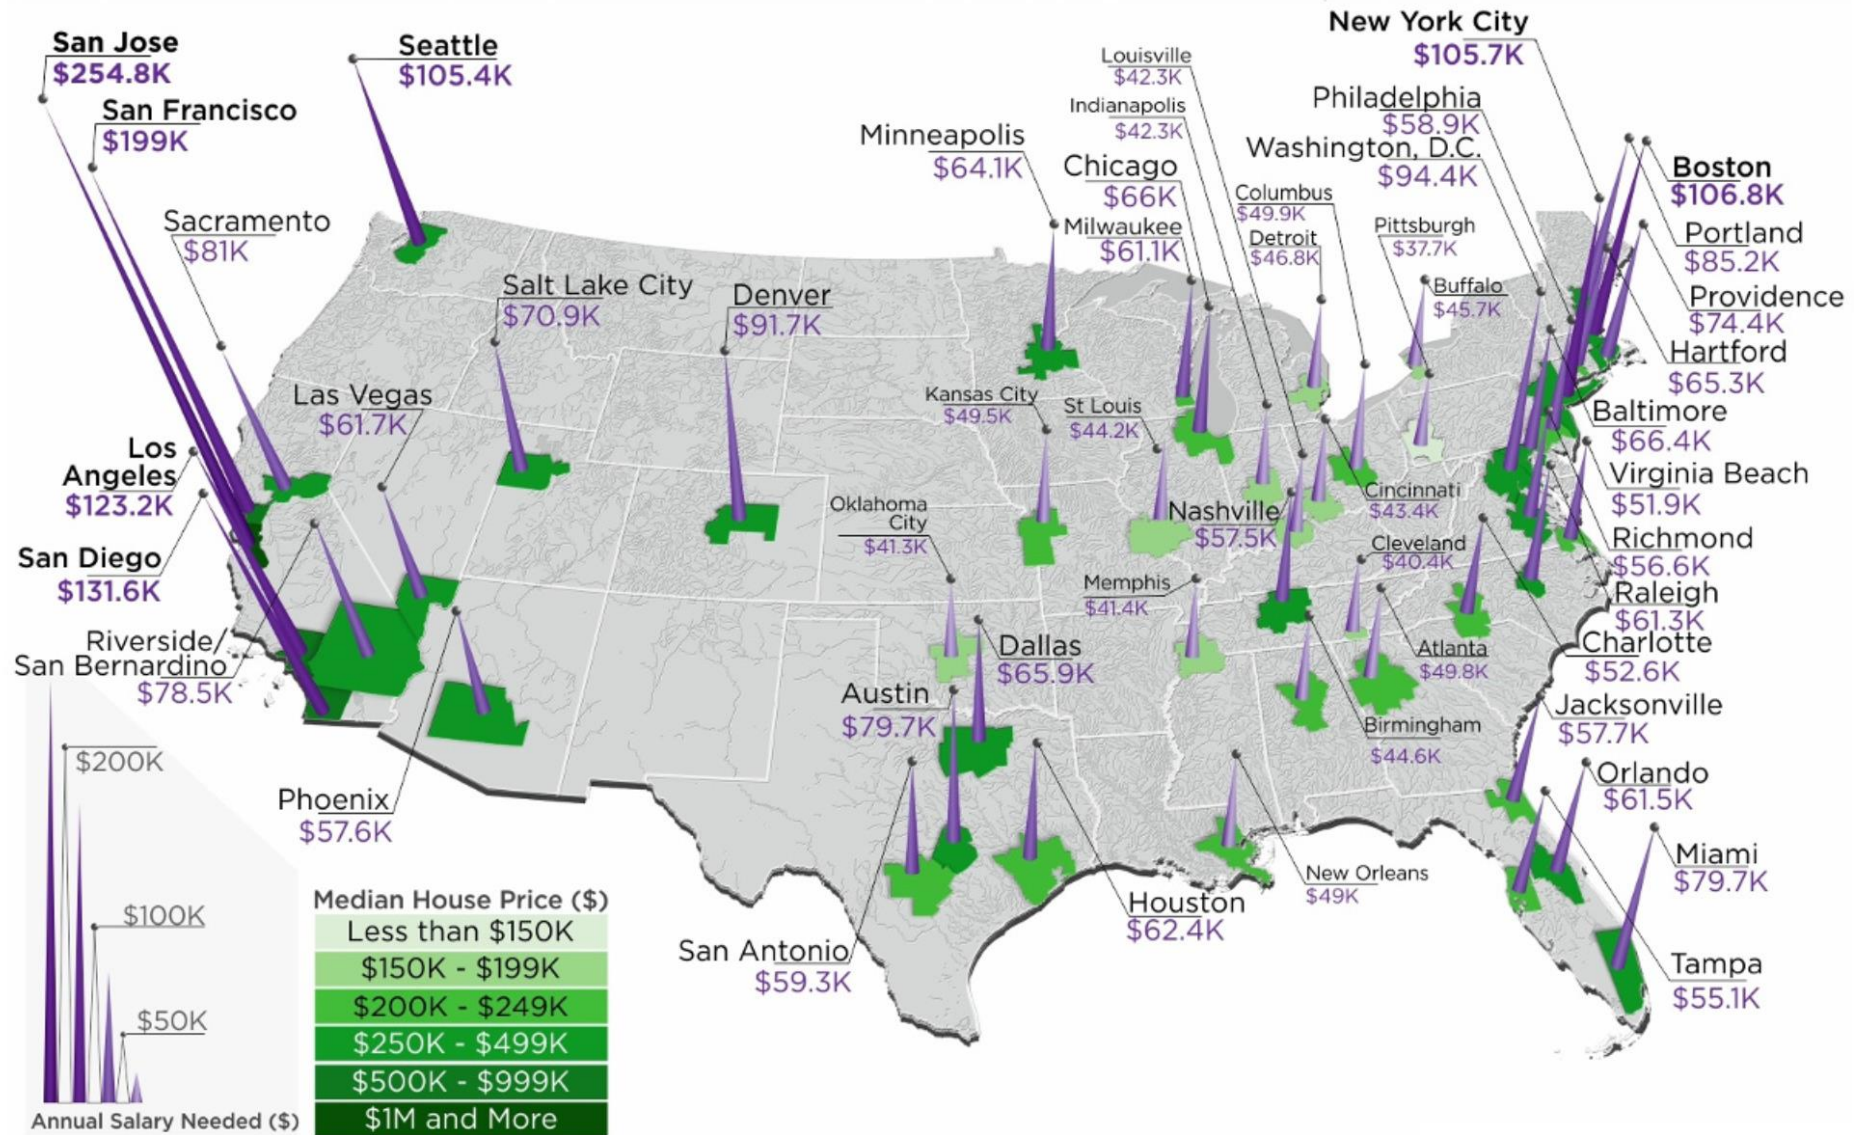 San Jose
$254.8K
San Francisco
$199K
Seattle
$105.4K
Sacramento
$81K
Salt Lake City
$70.9K
Denver
$91.7K
Las Vegas
$61.7K
Los
Angeles
$123.2K
San Diego
$131.6K
Riverside/
San Bernardino
$78.5K
Phoenix
$57.6K
Minneapolis
$64.1K
Louisville
$42.3K
Indianapolis
$42.3K
Chicago
$66K
Milwaukee
$61.1K
New York City
$105.7K
Philadelphia
$58.9K
Washington, D.C.
$94.4K
Columbus
$49.9K
Detroit
$46.8K
Pittsburgh
$37.7K
Buffalo
$45.7K
Boston
$106.8K
Portland
$85.2K
Providence
$74.4K
Hartford
$65.3K
Baltimore
$66.4K
Virginia Beach
$51.9K
Richmond
$56.6K
Raleigh
$61.3K
Charlotte
$52.6K
Kansas City
$49.5K
St Louis
$44.2K
Oklahoma
City
$41.3K
Nashville
$57.5K
Cincinnati
$43.4K
Cleveland
$40.4K
Memphis
$41.4K
Atlanta
$49.8K
Birmingham
$44.6K
Dallas
$65.9K
Austin
$79.7K
San Antonio
$59.3K
Houston
$62.4K
New Orleans
$49K
Jacksonville
$57.7K
Orlando
$61.5K
Miami
$79.7K
Tampa
$55.1K
$200K
$100K
$50K
Annual Salary Needed ($)
Median House Price ($)
Less than $150K
$150K - $199K
$200K - $249K
$250K - $499K
$500K - $999K
$1M and More